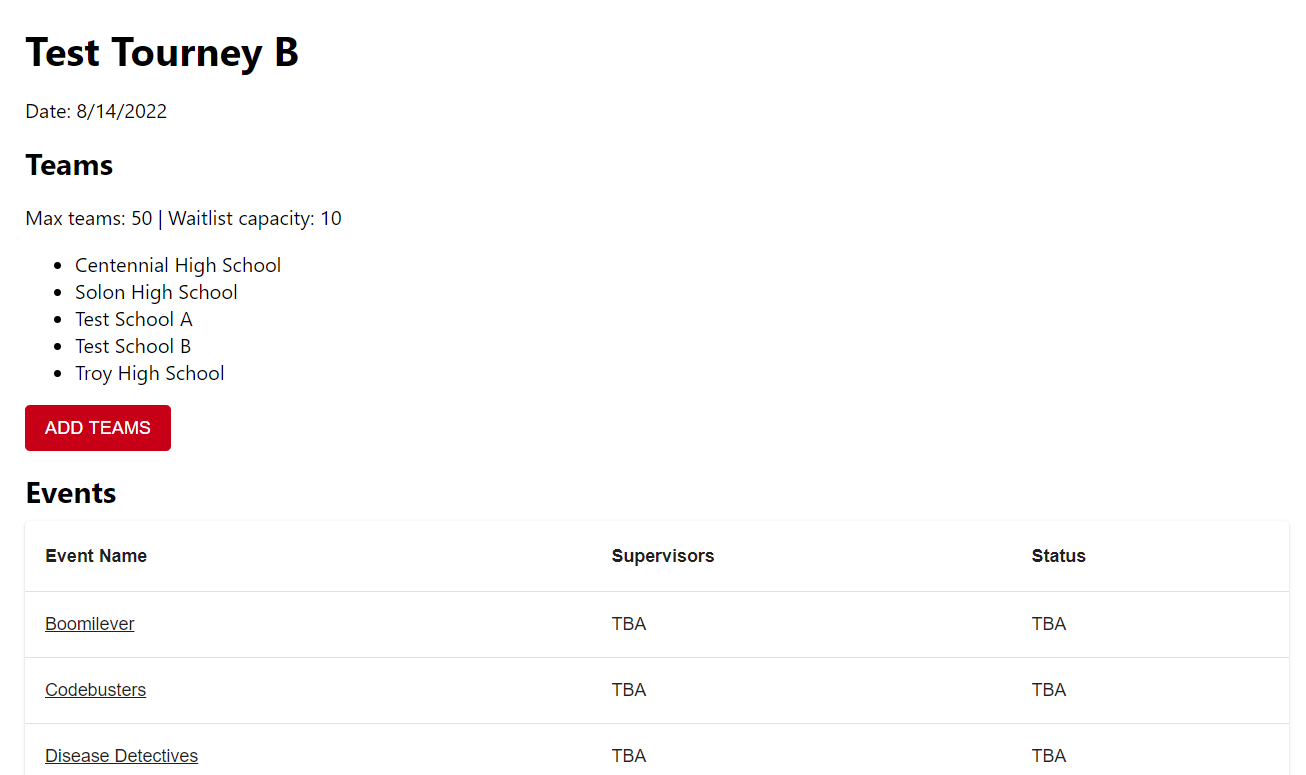 Test Tourney B
Date: 8/14/2022
Teams
Max teams: 50 | Waitlist capacity: 10
Centennial High School
Solon High School
Test School A
Test School B
Troy High School
ADD TEAMS
Events
Event Name Supervisors Status
Boomilever TBA TBA
Codebusters TBA TBA
Disease Detectives TBA TBA